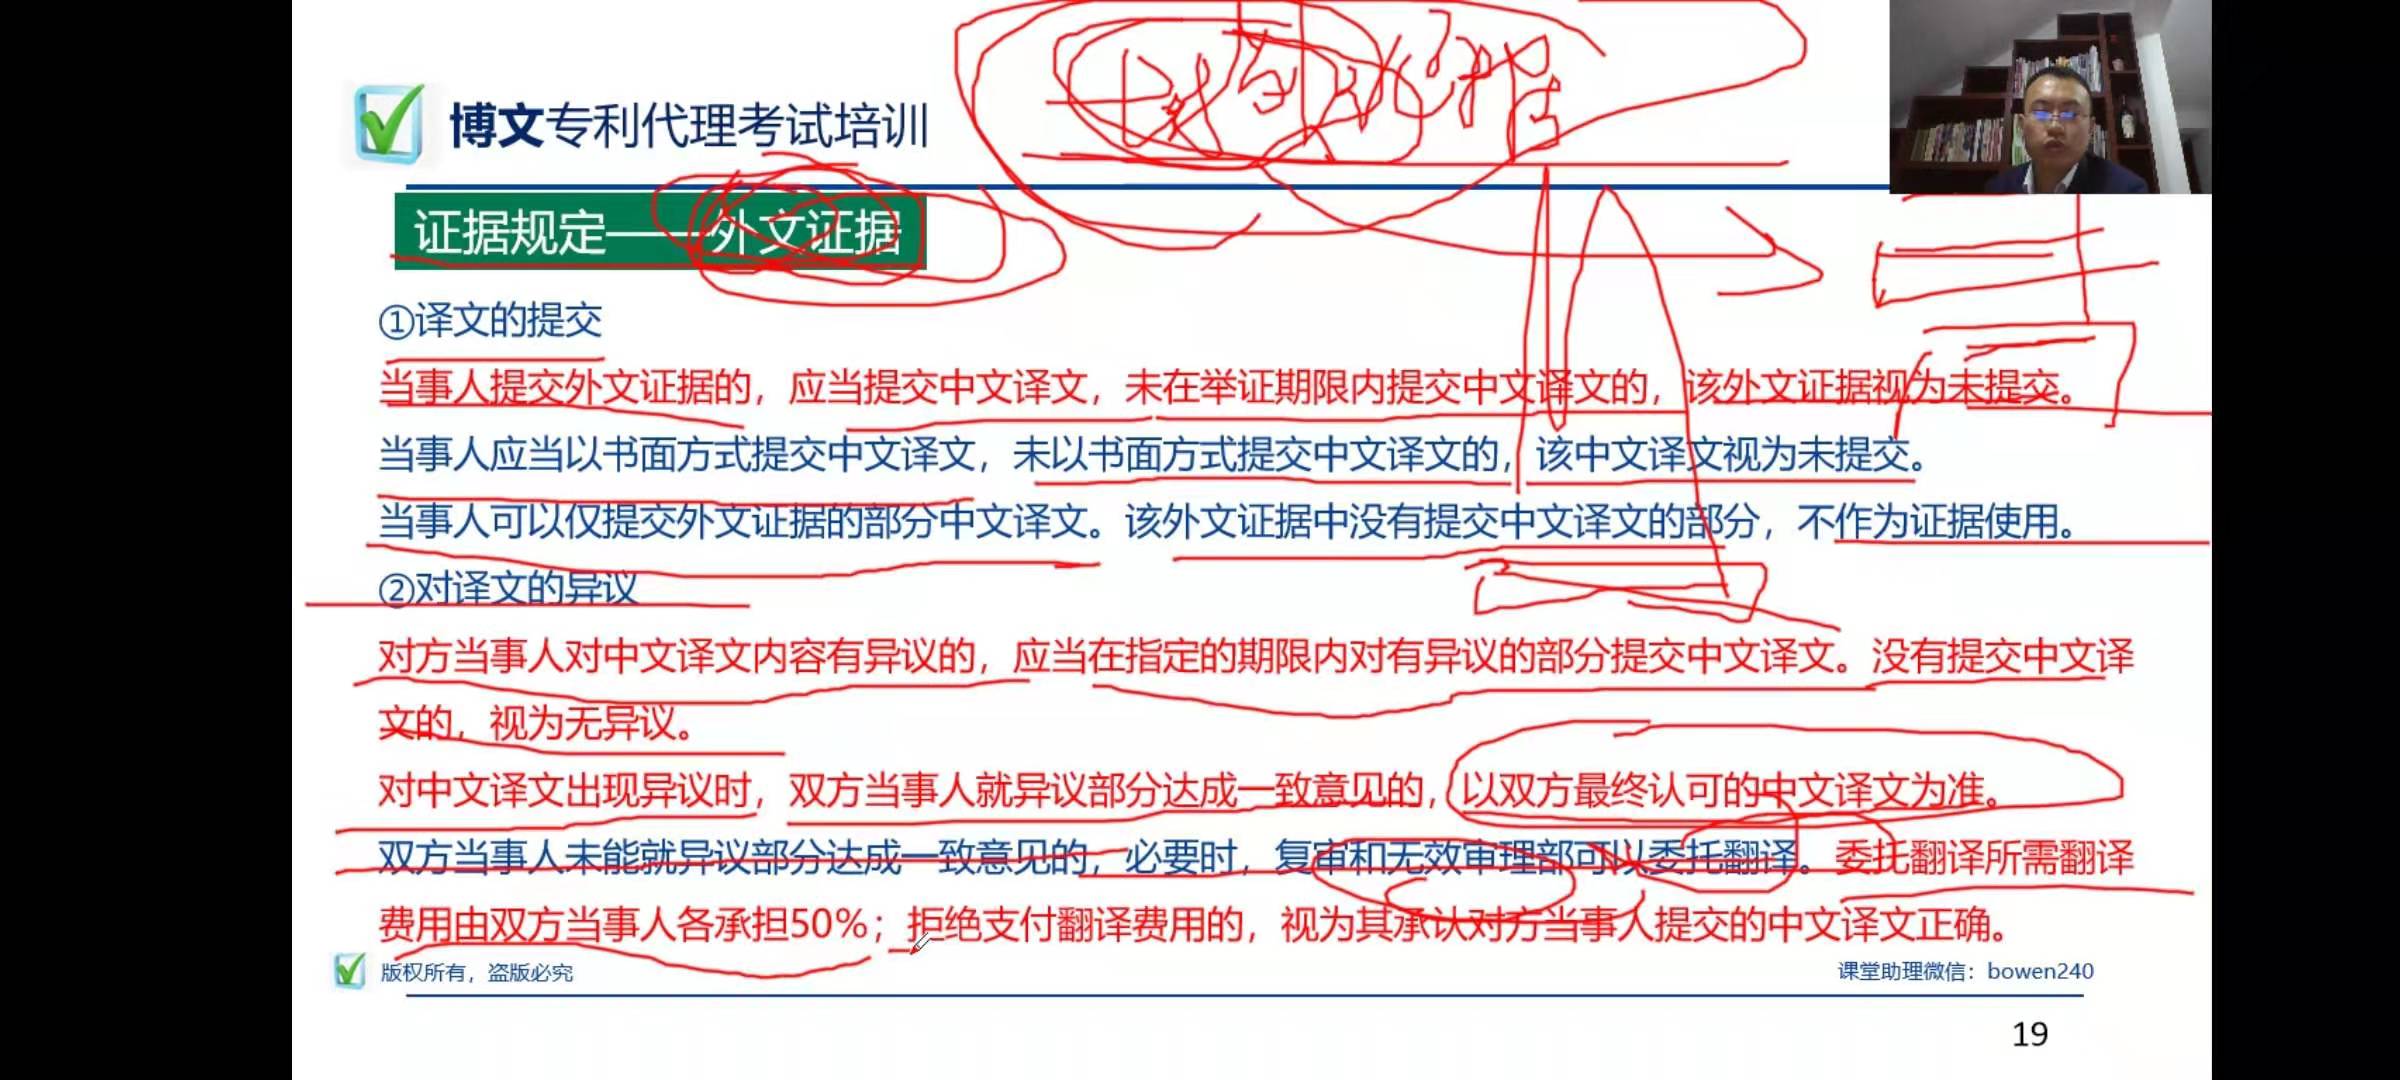 博文专利代理考试培训
证据规定——外文证据
①译文的提交
当事人提交外文证据的，应当提交中文译文，未在举证期限内提交中文译文的，该外文证据视为未提交。
当事人应当以书面方式提交中文译文，未以书面方式提交中文译文的，该中文译文视为未提交。
当事人可以仅提交外文证据的部分中文译文。该外文证据中没有提交中文译文的部分，不作为证据使用。
②对译文的异议
对方当事人对中文译文内容有异议的，应当在指定的期限内对有异议的部分提交中文译文。没有提交中文译
文的，视为无异议。
对中文译文出现异议时，双方当事人就异议部分达成一致意见的，以双方最终认可的中文译文为准。
双方当事人未能就异议部分达成一致意见的，必要时，复审和无效审理部可以委托翻译。委托翻译所需翻译
费用由双方当事人各承担50%；拒绝支付翻译费用的，视为其承认对方当事人提交的中文译文正确。
版权所有，盗版必究
课堂助理微信：bowen240
19